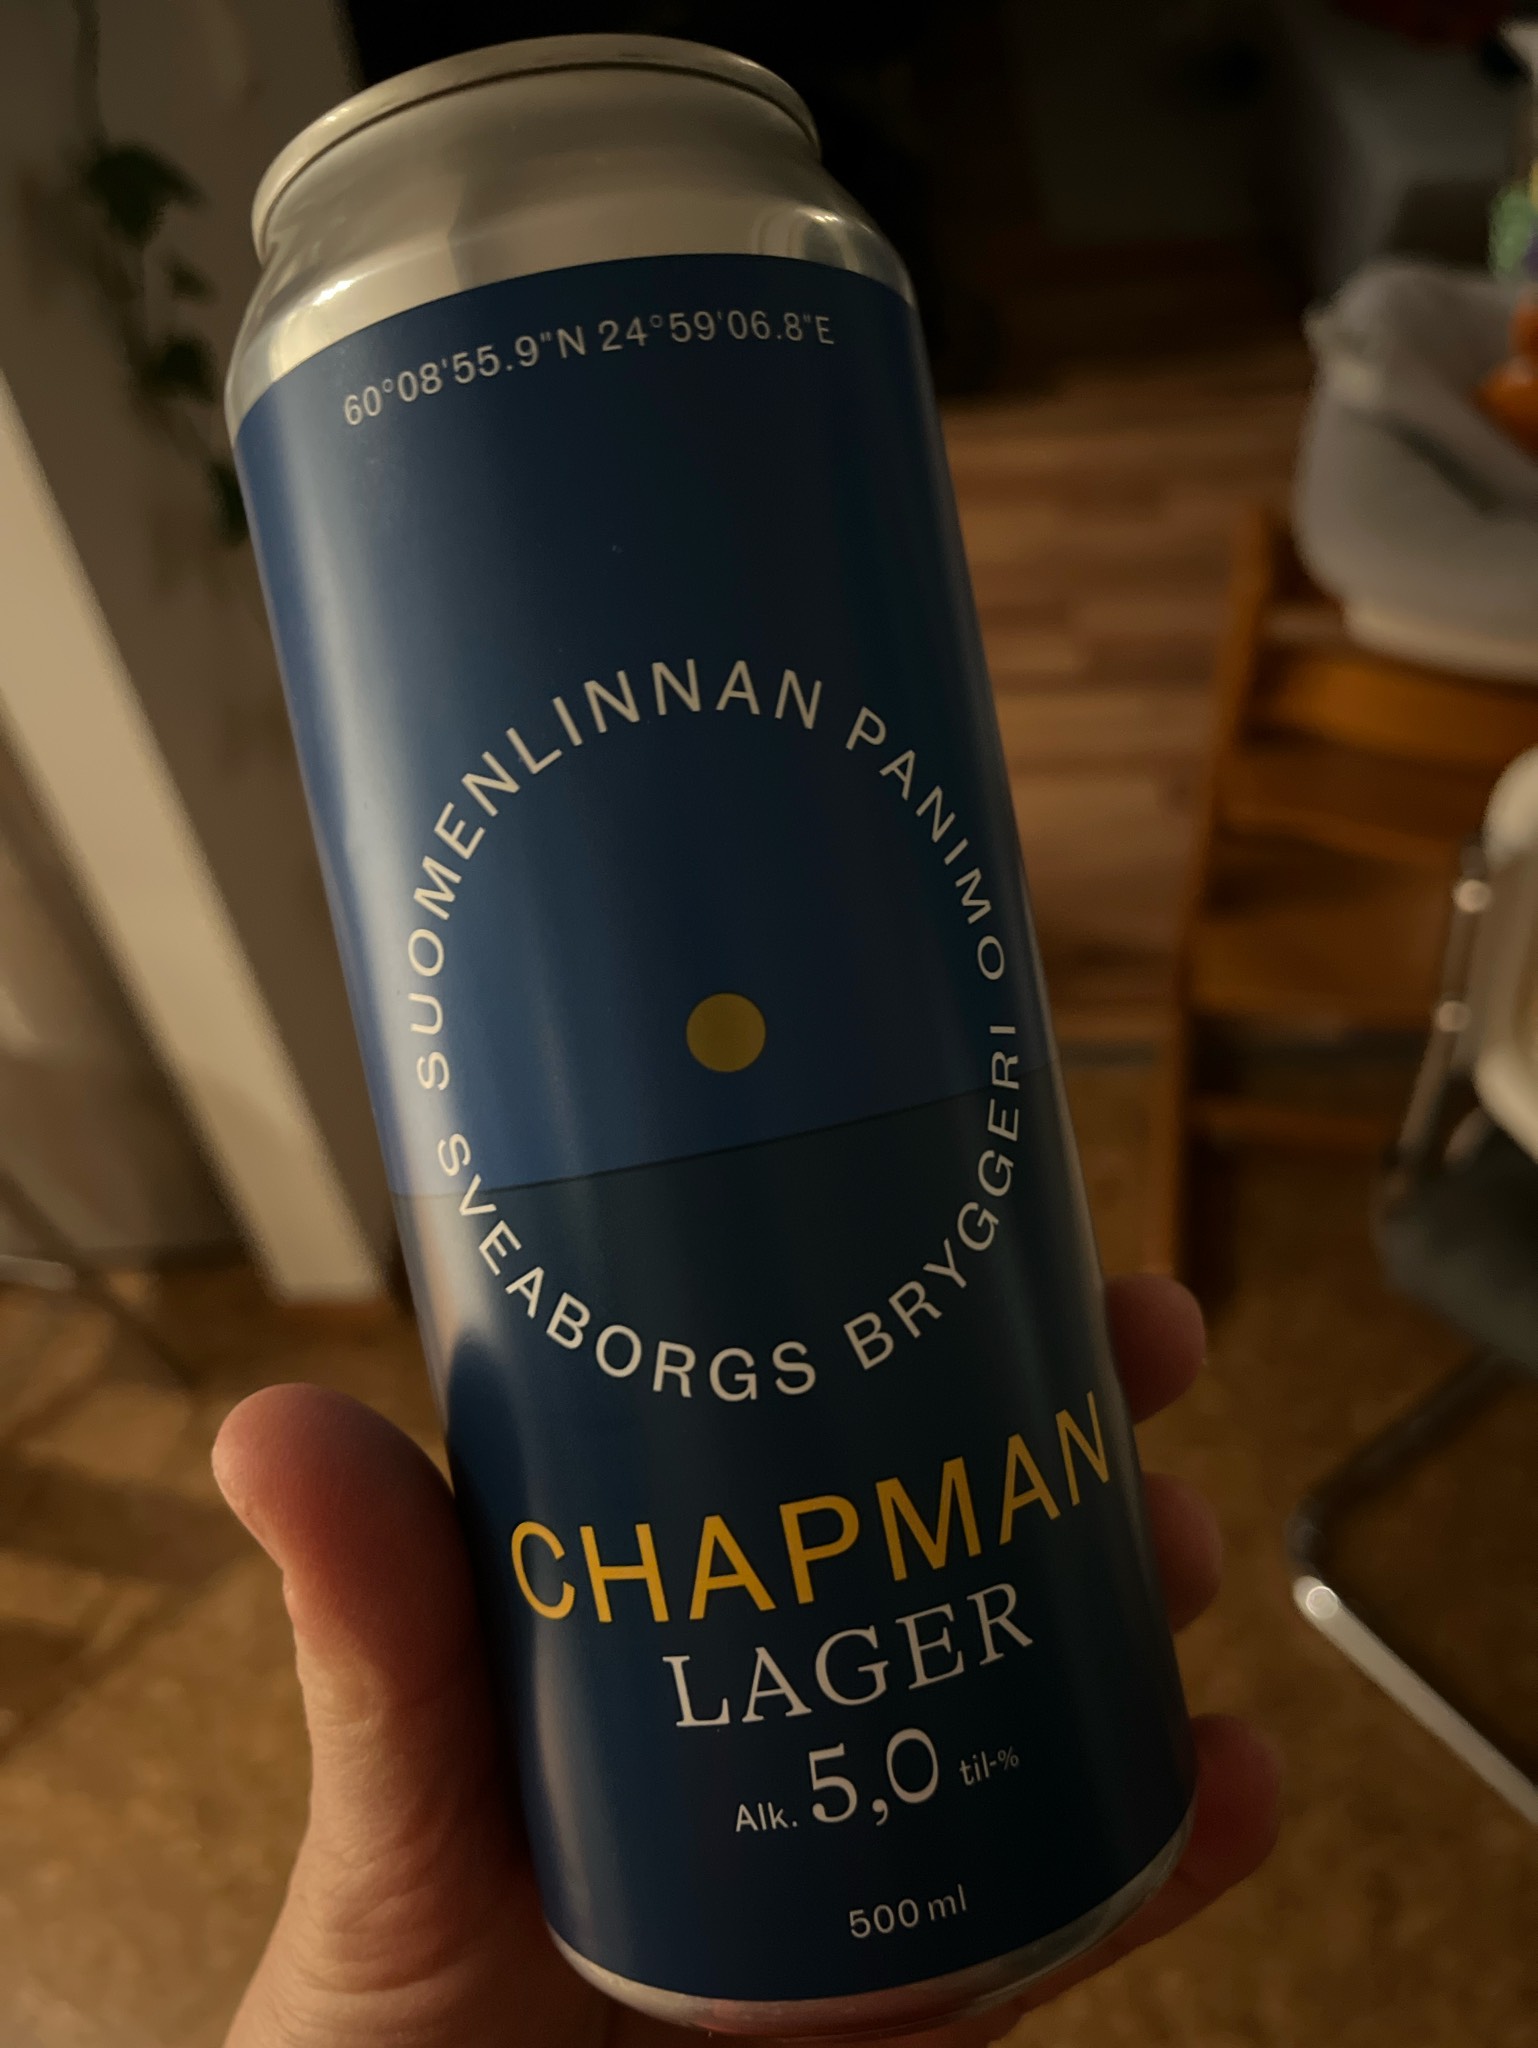 60°08'55.9"N 24°59'06.8"E
SUOMENLINNAN PANIMO
SVEABORGS BRYGGERI
CHAPMAN
LAGER
Alk. 5,0 til-%
500 ml